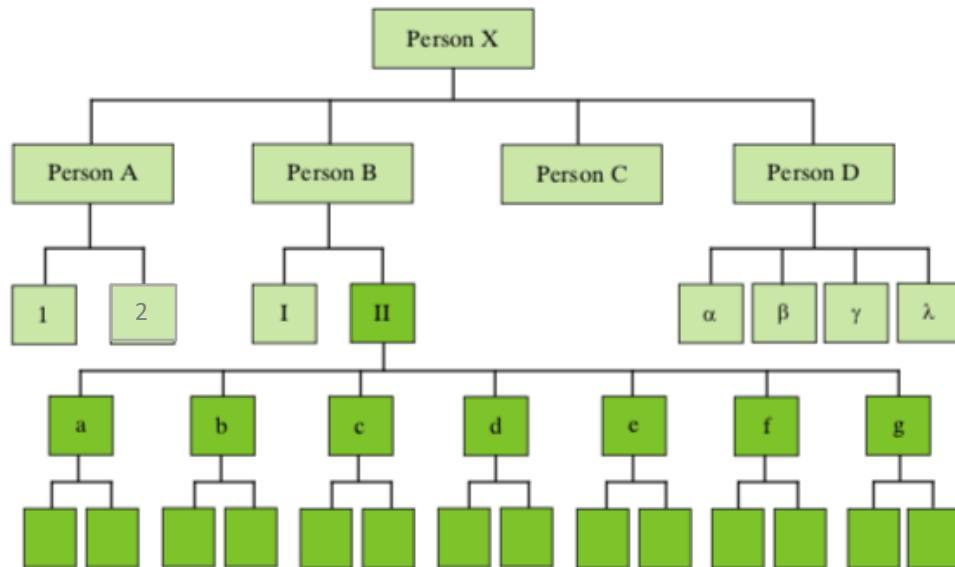 Person X
Person A
Person B
Person C
Person D
1
2
I
II
α
β
γ
λ
a
b
c
d
e
f
g